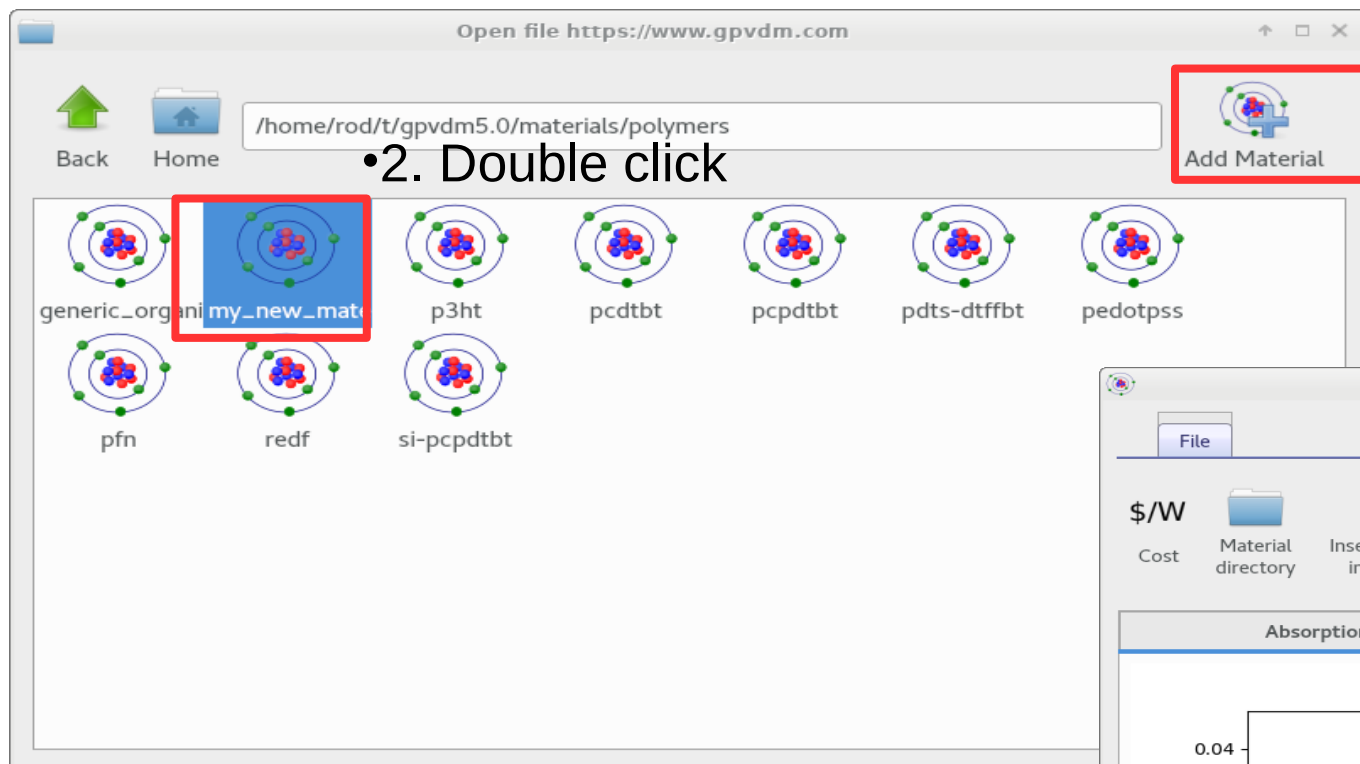 Open file https://www.gpvdm.com
/home/rod/t/gpvdm5.0/materials/polymers
Back
Home
Add Material
•2. Double click
generic_organi
my_new_mate
p3ht
pcdtbt
pcpdtbt
pdts-dtffbt
pedotpss
pfn
redf
si-pcpdtbt
File
$/W
Cost
Material
directory
Inse
in
Absorption
0.04